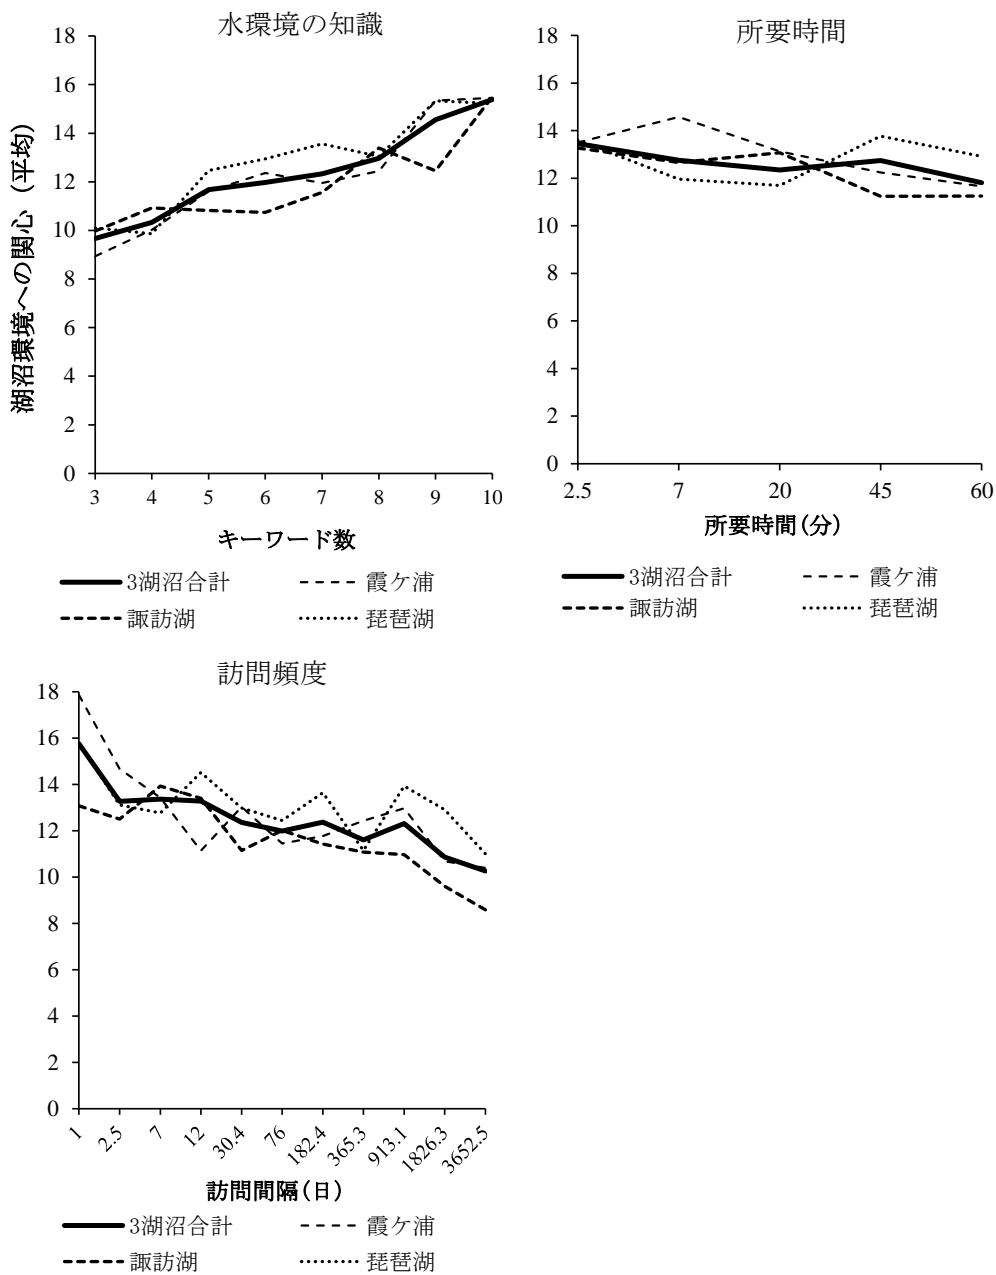 水環境の知識
湖沼環境への関心（平均）
18
16
14
12
10
8
6
4
2
0
3 4 5 6 7 8 9 10
キーワード数
3湖沼合計 霞ケ浦
諏訪湖 琵琶湖
所要時間
18
16
14
12
10
8
6
4
2
0
2.5 7 20 45 60
所要時間(分)
3湖沼合計 霞ケ浦
諏訪湖 琵琶湖
訪問頻度
18
16
14
12
10
8
6
4
2
0
1 2.5 7 12 30.4 76 182.4 365.3 913.1 1826.3 3652.5
訪問間隔(日)
3湖沼合計 霞ケ浦
諏訪湖 琵琶湖